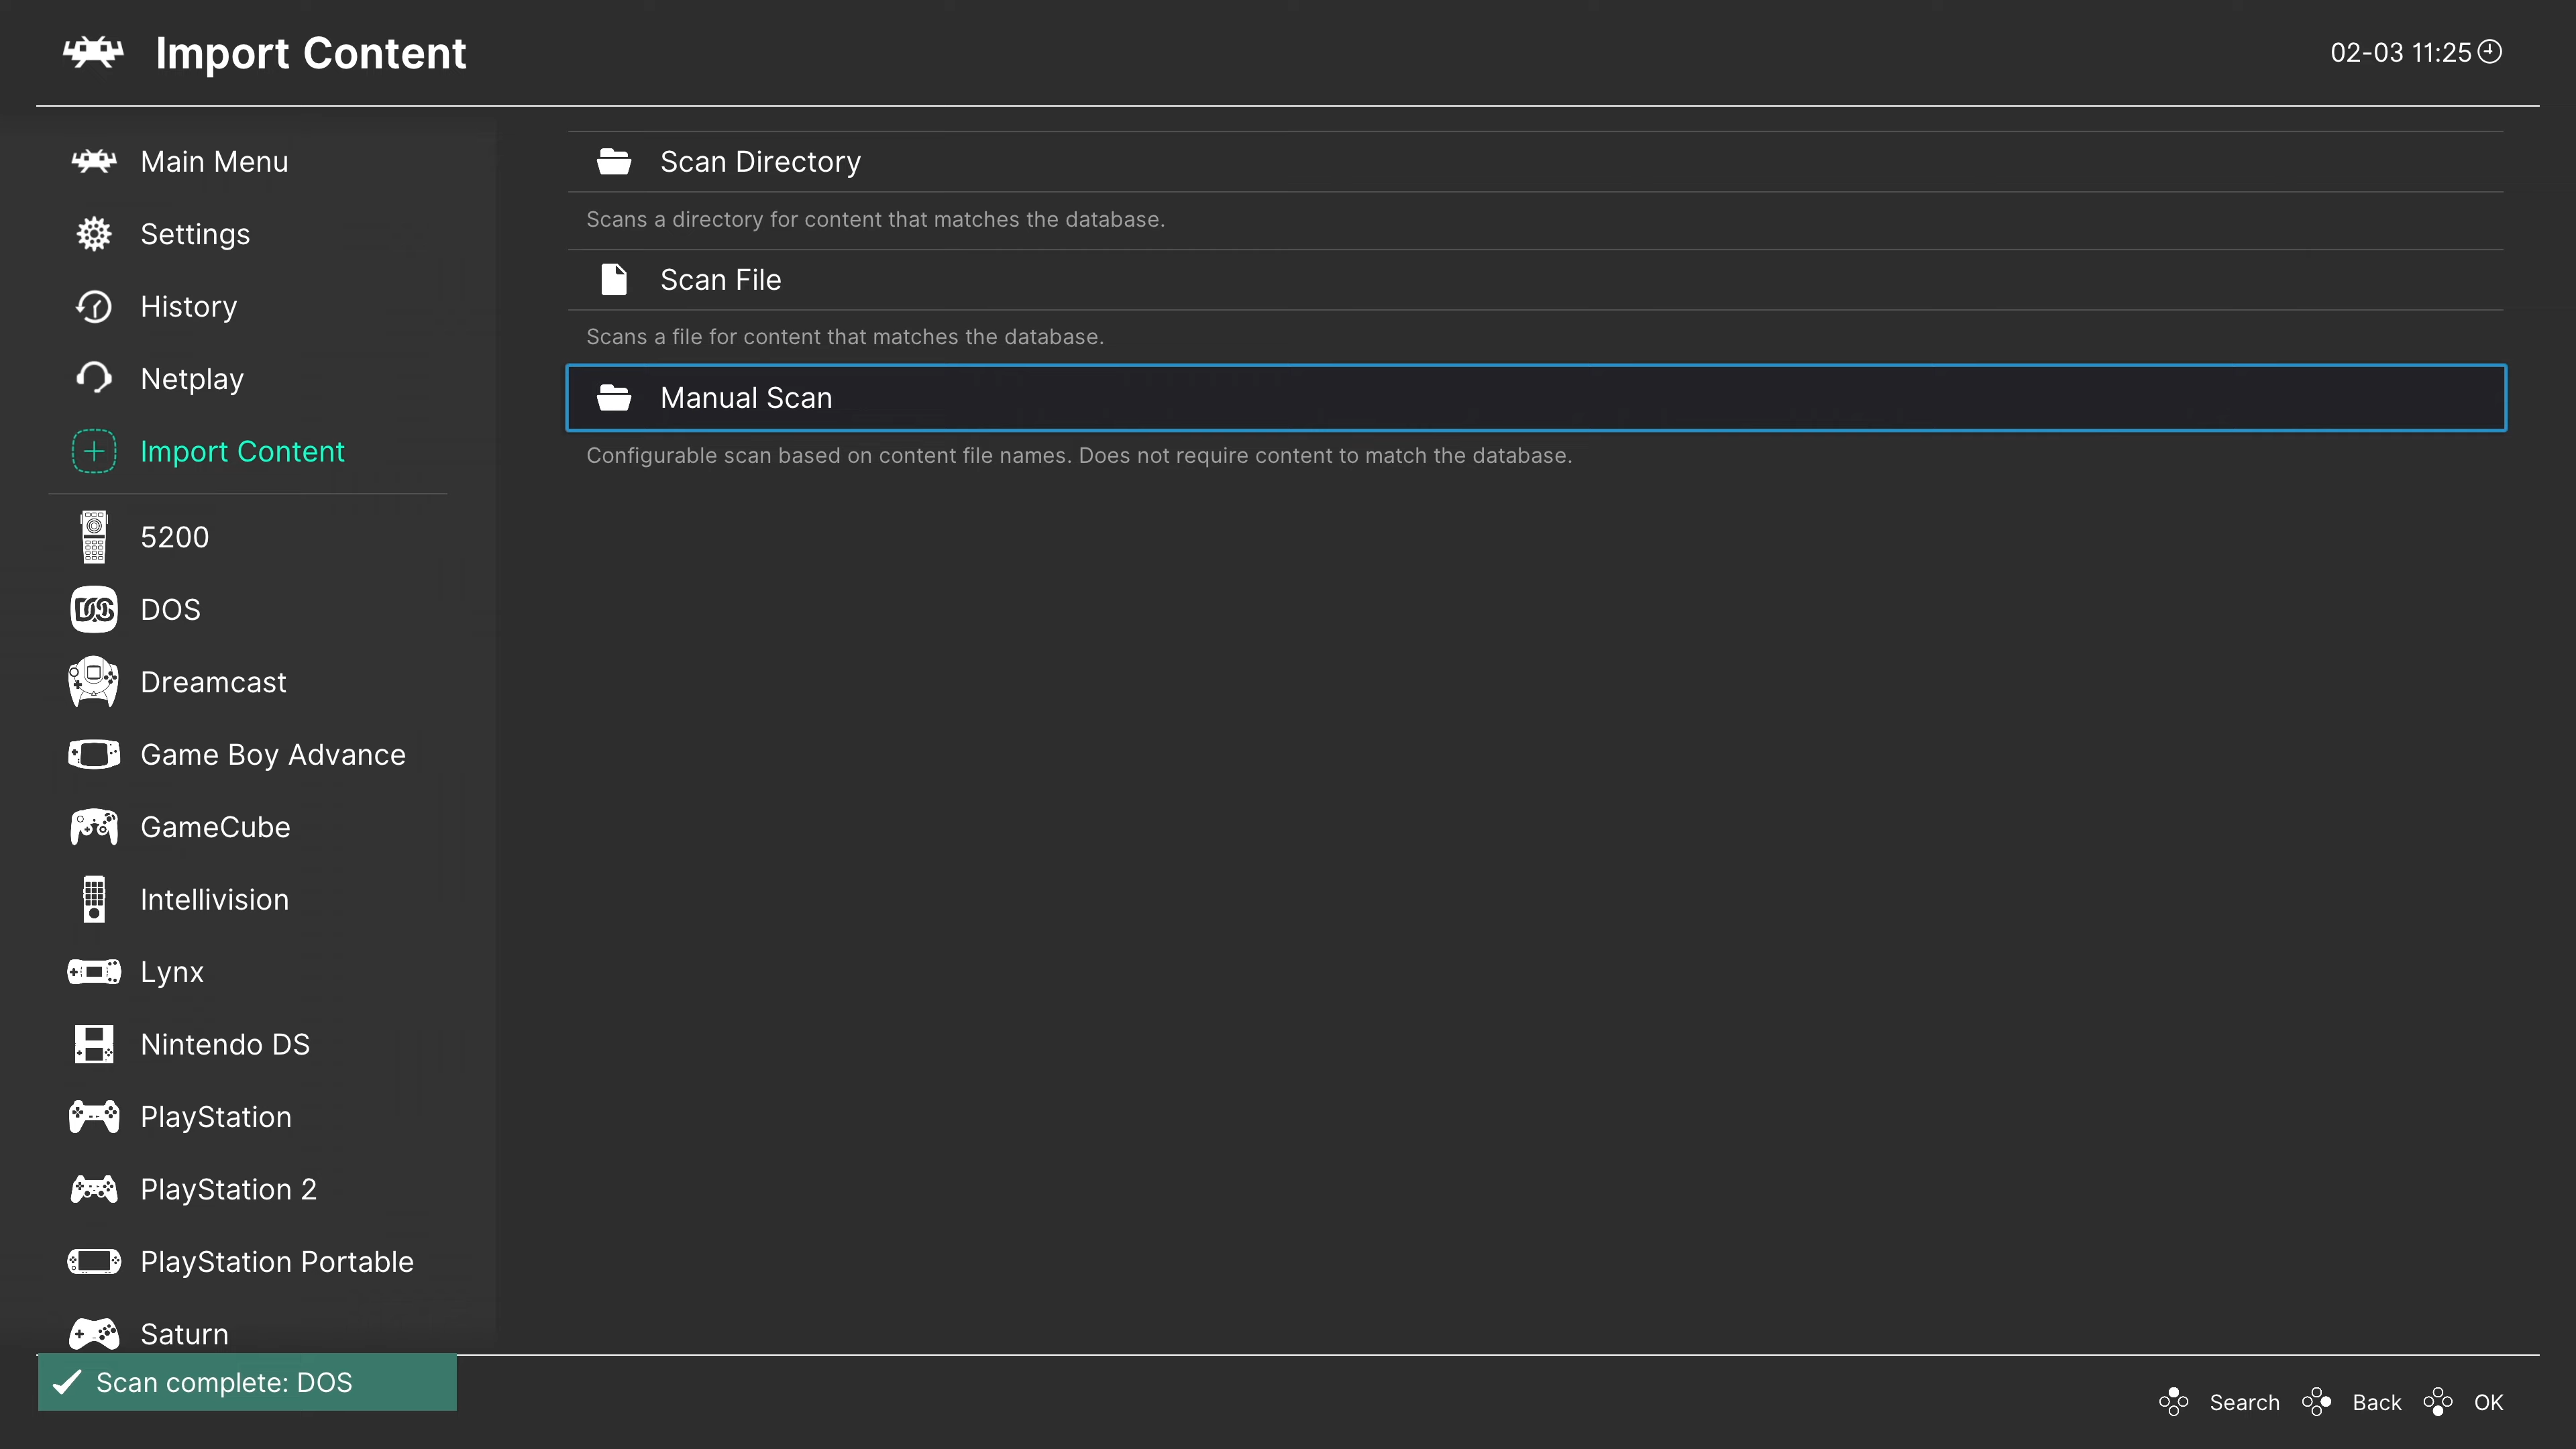 Import Content
02-03 11:25
Main Menu
Settings
History
Netplay
Import Content
5200
DOS
Dreamcast
Game Boy Advance
GameCube
Intellivision
Lynx
Nintendo DS
PlayStation
PlayStation 2
PlayStation Portable
Saturn
Scan Directory
Scans a directory for content that matches the database.
Scan File
Scans a file for content that matches the database.
Manual Scan
Configurable scan based on content file names. Does not require content to match the database.
Scan complete: DOS
Search
Back
OK